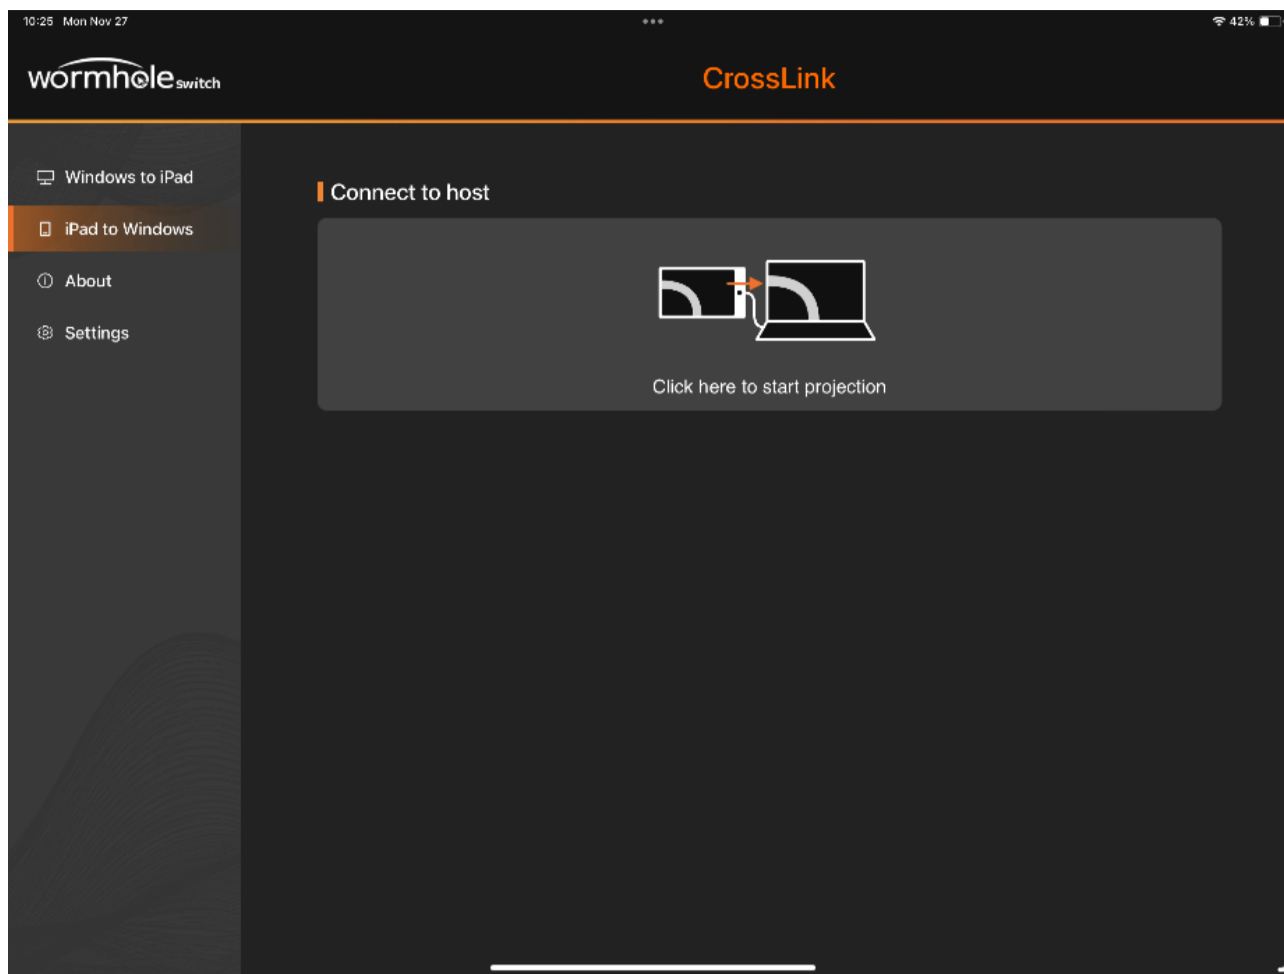 10:25 Mon Nov 27
42%
wormhole switch
CrossLink
Windows to iPad
iPad to Windows
About
Settings
Connect to host
Click here to start projection